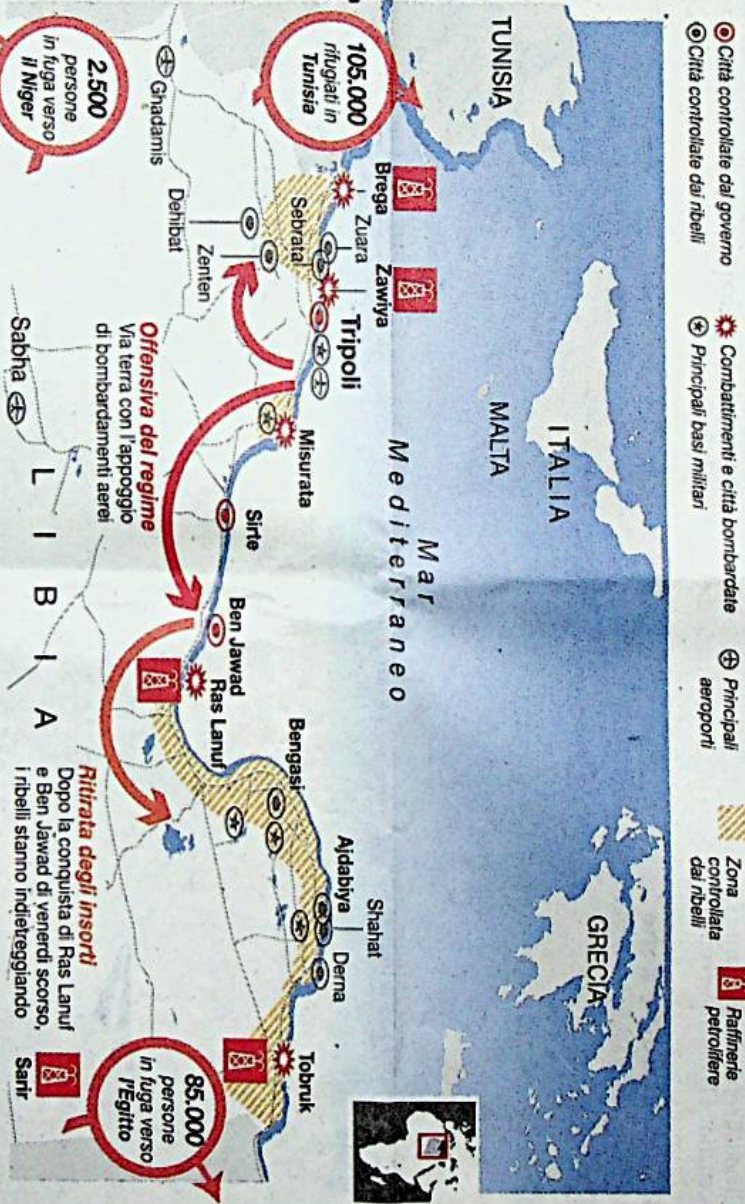 Città controllate dal governo
Città controllate dai ribelli
Combattimenti e città bombardate
Principali basi militari
Principali
aeroporti
Zona
controllata
dai ribelli
Raffinerie
petrolifere
TUNISIA
ITALIA
MALTA
GRECIA
Mar
Mediterraneo
105.000
rifugiati in
Tunisia
Brega
Zuara
Sebrata
Zawiya
Tripoli
Misurata
Sirte
Ben Jawad
Ras Lanuf
Bengasi
Ajdabiya
Shahat
Derna
Tobruk
Ghadamis
Dehibat
Zenten
2.500
persone
in fuga verso
il Niger
Offensiva del regime
Via terra con l'appoggio
di bombardamenti aerei
Sabha
LIBIA
Ritirata degli insorti
Dopo la conquista di Ras Lanuf
e Ben Jawad di venerdì scorso,
i ribelli stanno indietreggiando
Sarir
85.000
persone
in fuga verso
l'Egitto